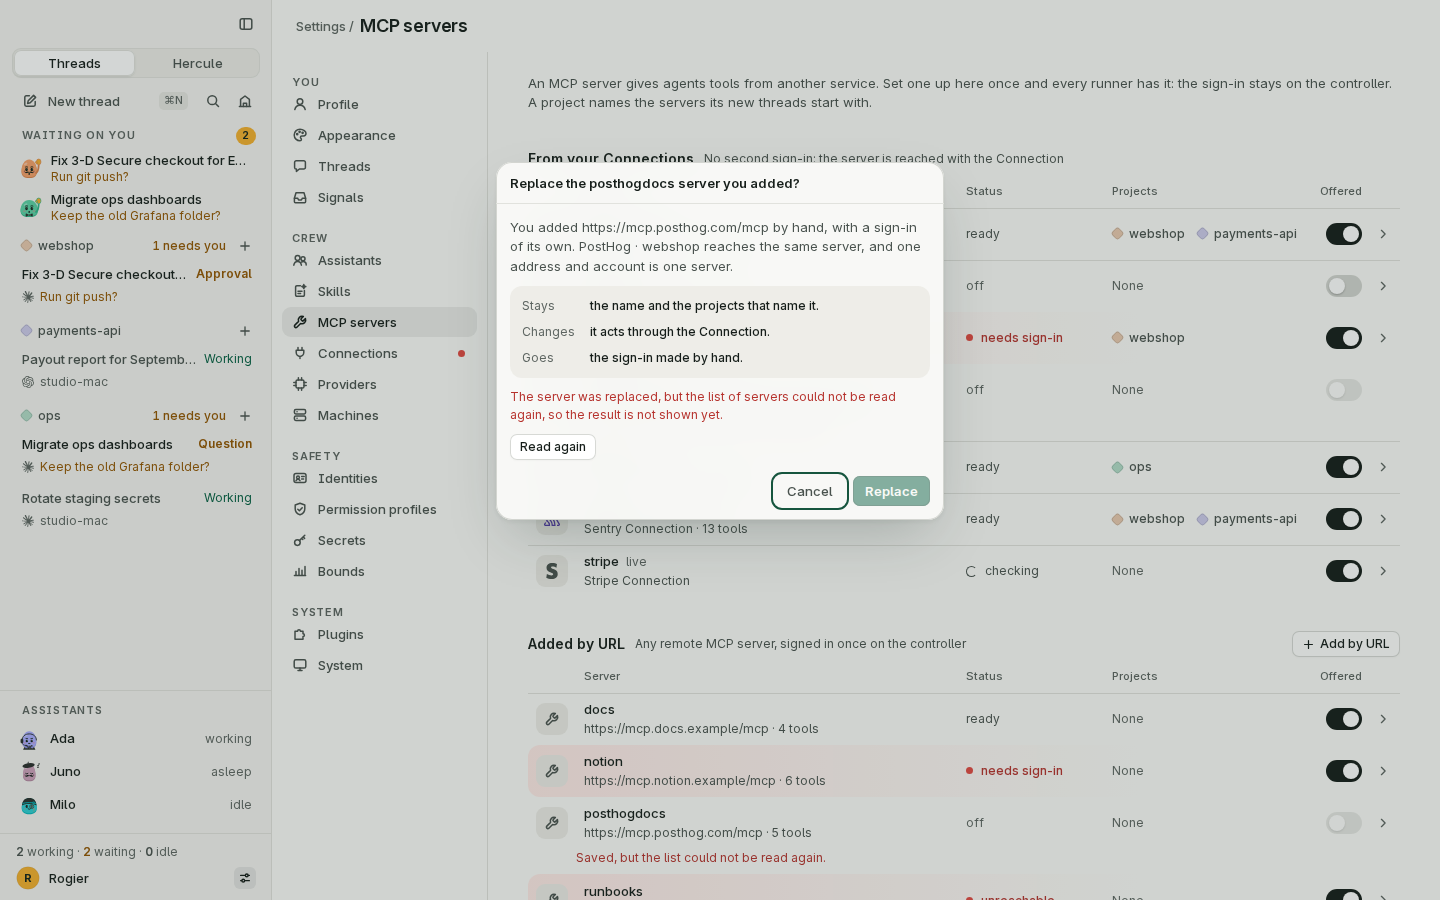 Settings / MCP servers
Threads
Hercule
New thread
⌘N
WAITING ON YOU
2
Fix 3-D Secure checkout for E...
Run git push?
Migrate ops dashboards
Keep the old Grafana folder?
webshop
1 needs you
Fix 3-D Secure checkout...
Approval
Run git push?
payments-api
Payout report for Septemb...
Working
studio-mac
ops
1 needs you
Migrate ops dashboards
Question
Keep the old Grafana folder?
Rotate staging secrets
Working
studio-mac
ASSISTANTS
Ada
working
Juno
asleep
Milo
idle
2 working · 2 waiting · 0 idle
R
Rogier
YOU
Profile
Appearance
Threads
Signals
CREW
Assistants
Skills
MCP servers
Connections
Providers
Machines
SAFETY
Identities
Permission profiles
Secrets
Bounds
SYSTEM
Plugins
System
An MCP server gives agents tools from another service. Set one up here once and every runner has it: the sign-in stays on the controller.
A project names the servers its new threads start with.
From your Connections
No second sign-in: the server is reached with the Connection
Status
Projects
Offered
ready
webshop
payments-api
off
None
needs sign-in
webshop
off
None
ready
ops
Sentry Connection · 13 tools
ready
webshop
payments-api
stripe live
Stripe Connection
checking
None
Replace the posthogdocs server you added?
You added https://mcp.posthog.com/mcp by hand, with a sign-in
of its own. PostHog · webshop reaches the same server, and one
address and account is one server.
Stays
the name and the projects that name it.
Changes
it acts through the Connection.
Goes
the sign-in made by hand.
The server was replaced, but the list of servers could not be read
again, so the result is not shown yet.
Read again
Cancel
Replace
Added by URL
Any remote MCP server, signed in once on the controller
Add by URL
Server
Status
Projects
Offered
docs
https://mcp.docs.example/mcp · 4 tools
ready
None
notion
https://mcp.notion.example/mcp · 6 tools
needs sign-in
None
posthogdocs
https://mcp.posthog.com/mcp · 5 tools
off
None
Saved, but the list could not be read again.
runbooks
unreachable
None